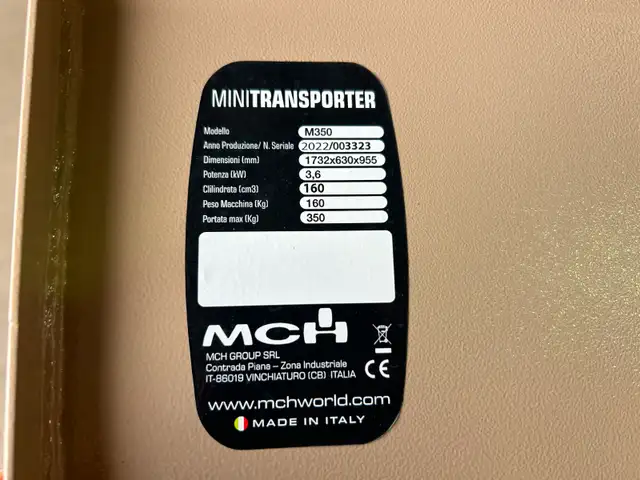 MINITRANSPORTER
Modello M350
Anno Produzione/ N. Seriale 2022/003323
Dimensioni (mm) 1732x630x955
Potenza (kW) 3,6
Clilindrata (cm3) 160
Peso Macchina (Kg) 160
Portata max (Kg) 350
MCH
MCH GROUP SRL
Contrada Piana - Zona Industriale
IT-86019 VINCHIATURO (CB) ITALIA
CE
www.mchworld.com
MADE IN ITALY